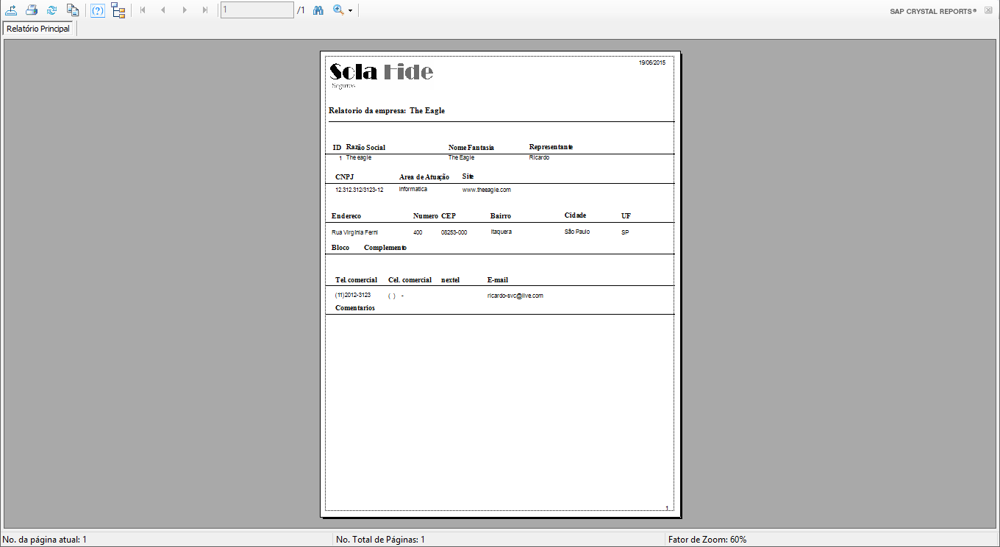 1 /1 SAP CRYSTAL REPORTS®
Relatório Principal
19/06/2015
Sola Fide
Seguros
Relatorio da empresa: The Eagle
ID Razão Social Nome Fantasia Representante
1 The eagle The Eagle Ricardo
CNPJ Area de Atuação Site
12.312.312/3123-12 Informatica www.theeagle.com
Endereco Numero CEP Bairro Cidade UF
Rua Virginia Ferni 400 08253-000 Itaquera São Paulo SP
Bloco Complemento
Tel. comercial Cel. comercial nextel E-mail
(11)2012-3123 ( ) - ricardo-svc@live.com
Comentarios
1
No. da página atual: 1 No. Total de Páginas: 1 Fator de Zoom: 60%